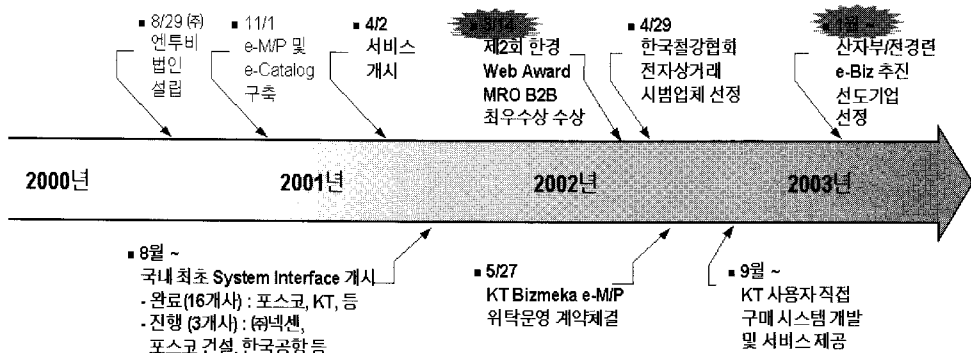 ■ 8/29 ㈜
엔투비
법인
설립
■ 11/1
e-M/P 및
e-Catalog
구축
■ 4/2
서비스
개시
■ 3/14
제2회 한경
Web Award
MRO B2B
최우수상 수상
■ 4/29
한국철강협회
전자상거래
시범업체 선정
■ 1월 ~
산자부/전경련
e-Biz 추진
선도기업
선정
2000년
2001년
2002년
2003년
■ 8월 ~
국내 최초 System Interface 개시
- 완료(16개사) : 포스코, KT, 등
- 진행 (3개사) : ㈜넥센,
포스코 건설, 한국공항 등
■ 5/27
KT Bizmeka e-M/P
위탁운영 계약체결
■ 9월 ~
KT 사용자 직접
구매 시스템 개발
및 서비스 제공